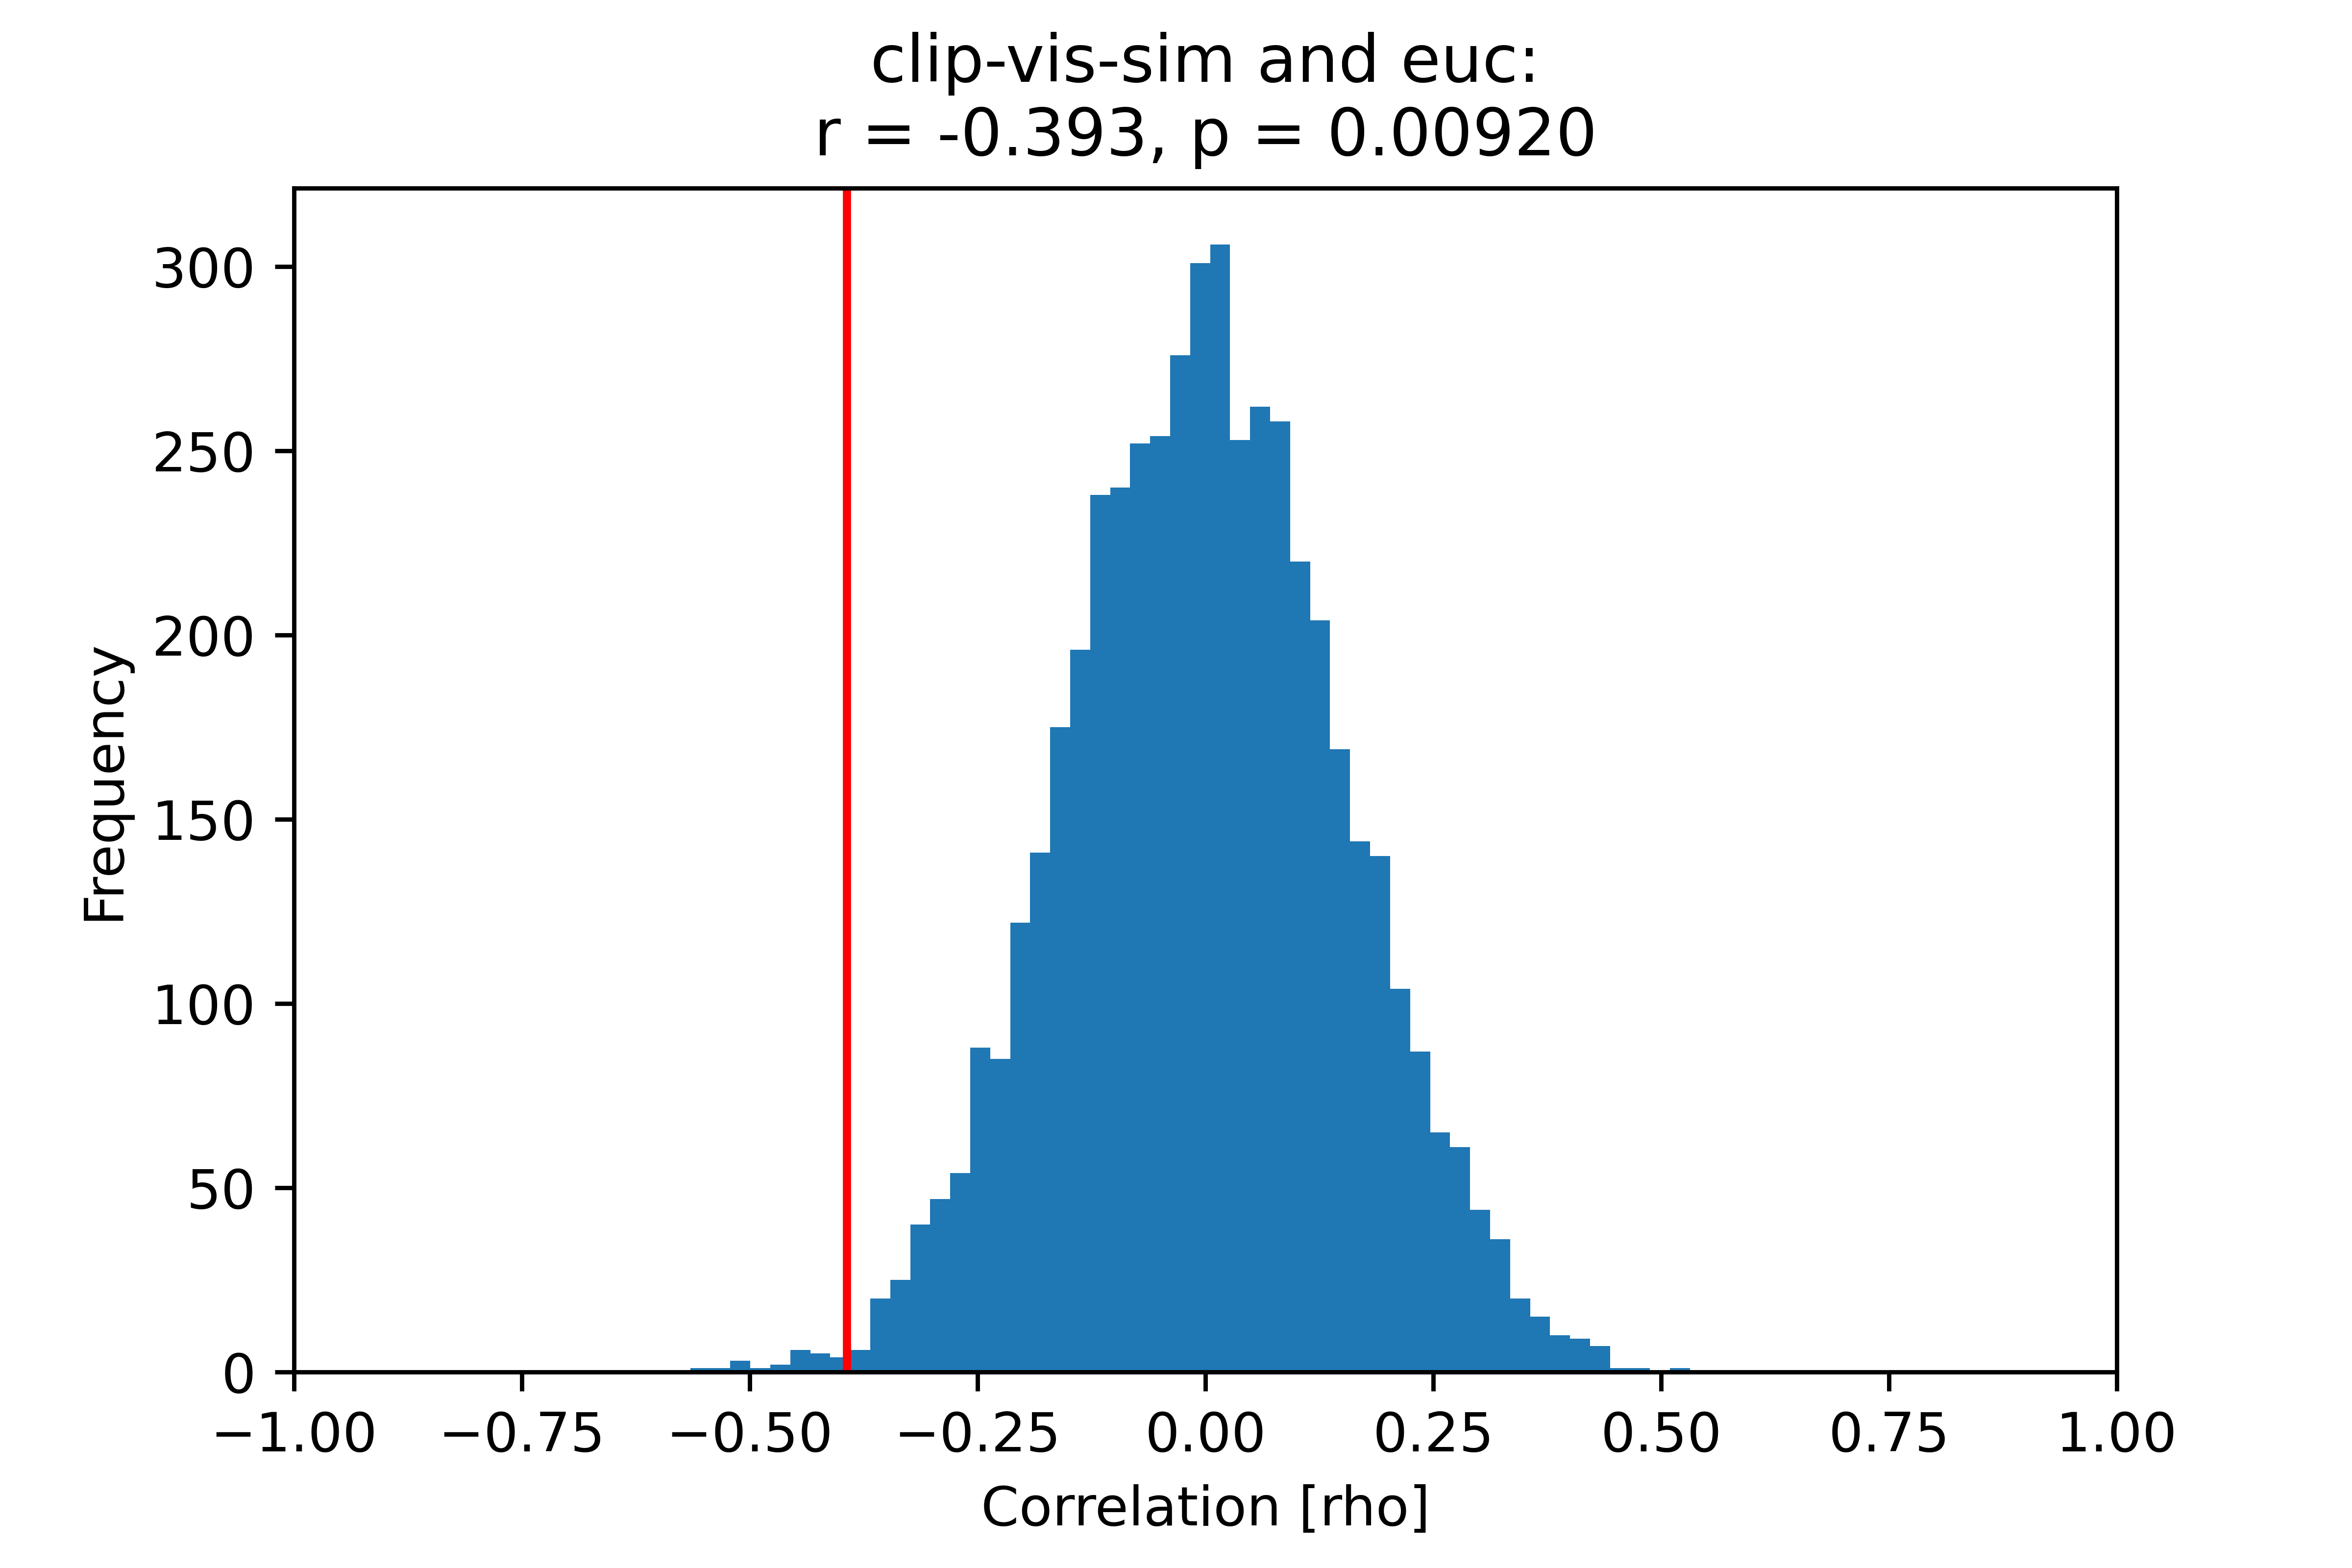 clip-vis-sim and euc:
r = -0.393, p = 0.00920
300
250
200
150
100
50
0
Frequency
−1.00 −0.75 −0.50 −0.25 0.00 0.25 0.50 0.75 1.00
Correlation [rho]